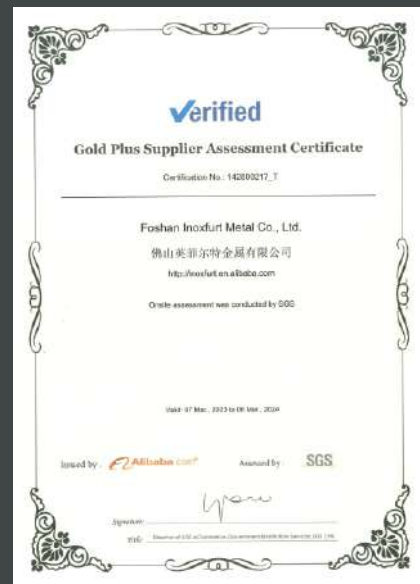 Verified
Gold Plus Supplier Assessment Certificate
Certification No.: 142800217_T
Foshan Inoxfurt Metal Co., Ltd.
佛山英菲尔特金属有限公司
http://inoxfurt.en.alibaba.com
Onsite assessment was conducted by SGS
Valid: 07 Mar., 2023 to 06 Mar., 2024
Issued by : Alibaba.com
Assessed by : SGS
Signature:
Title: